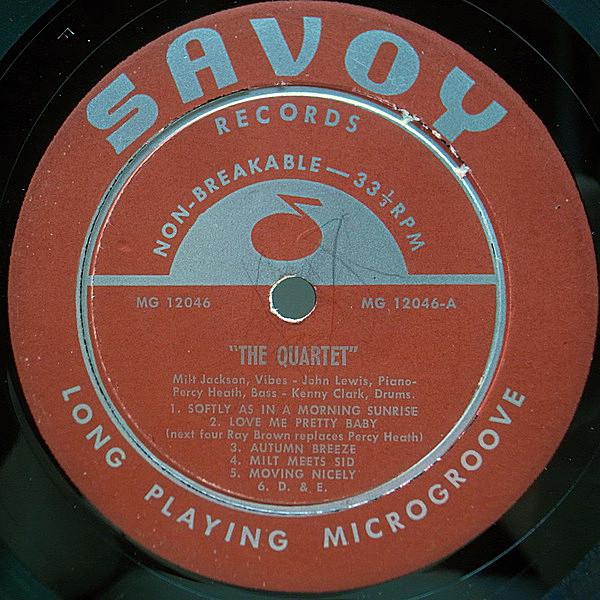 SAVOY
RECORDS
NON-BREAKABLE—33⅓RPM
MG 12046
MG 12046-A
"THE QUARTET"
Milt Jackson, Vibes - John Lewis, Piano-
Percy Heath, Bass - Kenny Clark, Drums.
1. SOFTLY AS IN A MORNING SUNRISE
2. LOVE ME PRETTY BABY
(next four Ray Brown replaces Percy Heath)
3. AUTUMN BREEZE
4. MILT MEETS SID
5. MOVING NICELY
6. D. & E.
LONG PLAYING MICROGROOVE